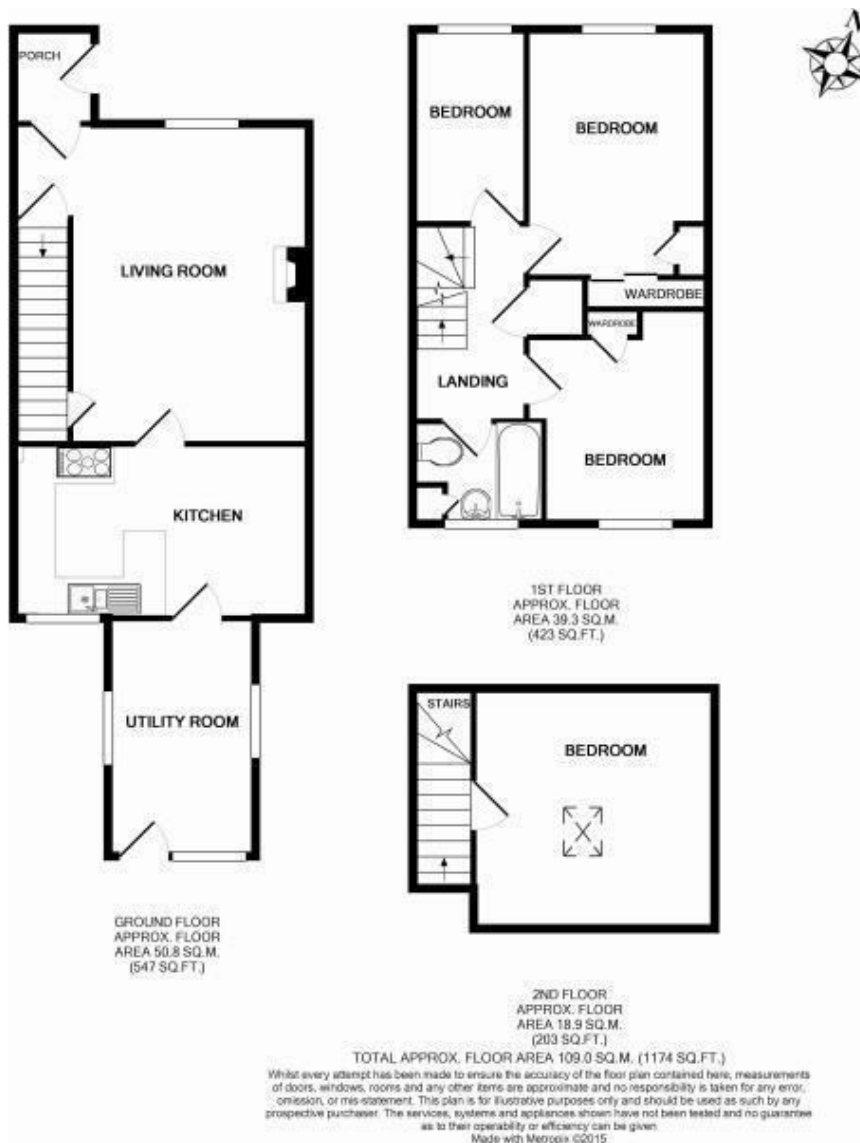 N
PORCH
LIVING ROOM
KITCHEN
UTILITY ROOM
GROUND FLOOR
APPROX. FLOOR
AREA 50.8 SQ.M.
(547 SQ.FT.)
BEDROOM
BEDROOM
WARDROBE
WARDROBE
LANDING
BEDROOM
1ST FLOOR
APPROX. FLOOR
AREA 39.3 SQ.M.
(423 SQ.FT.)
STAIRS
BEDROOM
2ND FLOOR
APPROX. FLOOR
AREA 18.9 SQ.M.
(203 SQ.FT.)
TOTAL APPROX. FLOOR AREA 109.0 SQ.M. (1174 SQ.FT.)
Whilst every attempt has been made to ensure the accuracy of the floor plan contained here, measurements
of doors, windows, rooms and any other items are approximate and no responsibility is taken for any error,
omission, or mis-statement. This plan is for illustrative purposes only and should be used as such by any
prospective purchaser. The services, systems and appliances shown have not been tested and no guarantee
as to their operability or efficiency can be given
Made with Metropix ©2015